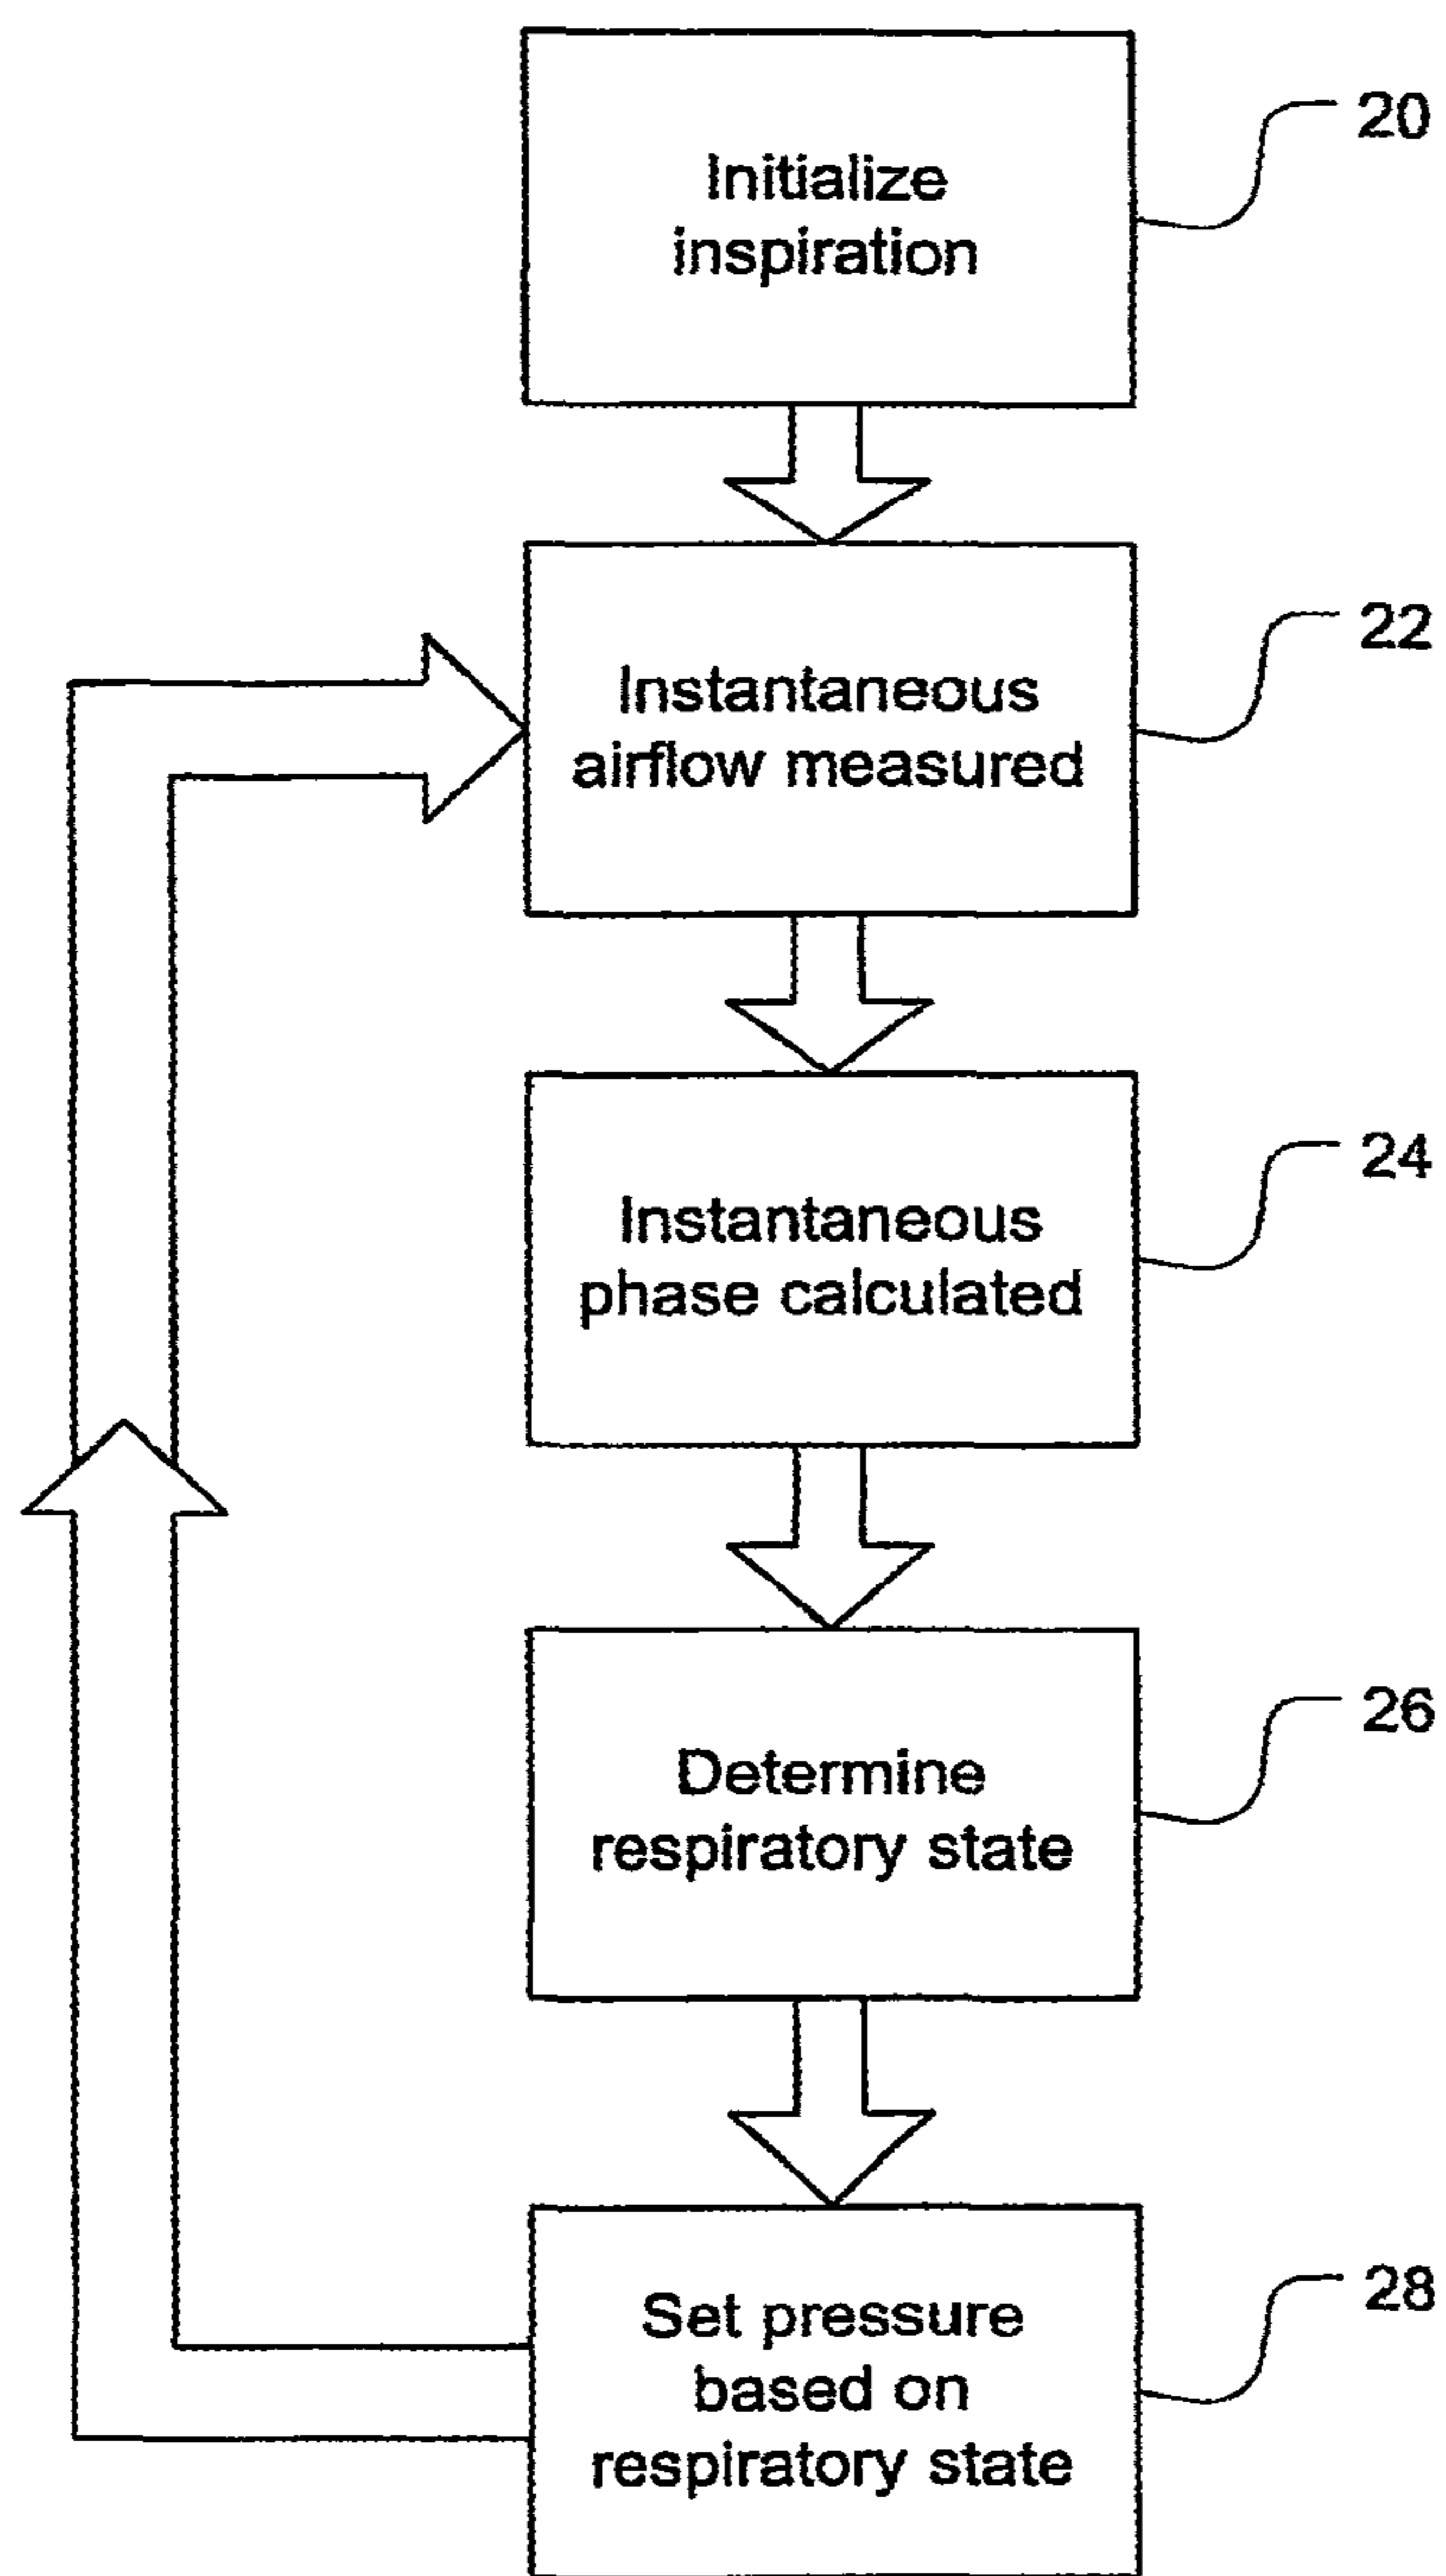 Initialize
inspiration
20
Instantaneous
airflow measured
22
Instantaneous
phase calculated
24
Determine
respiratory state
26
Set pressure
based on
respiratory state
28